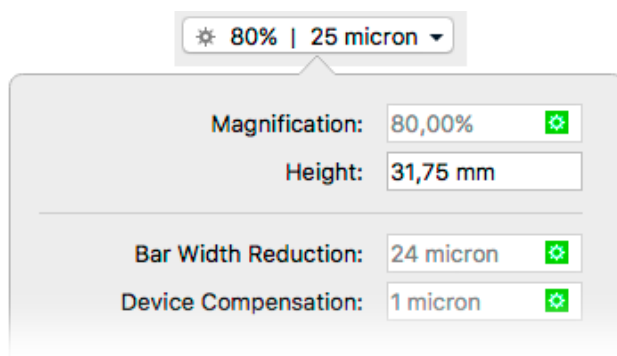 80% | 25 micron
Magnification: 80,00%
Height: 31,75 mm
Bar Width Reduction: 24 micron
Device Compensation: 1 micron